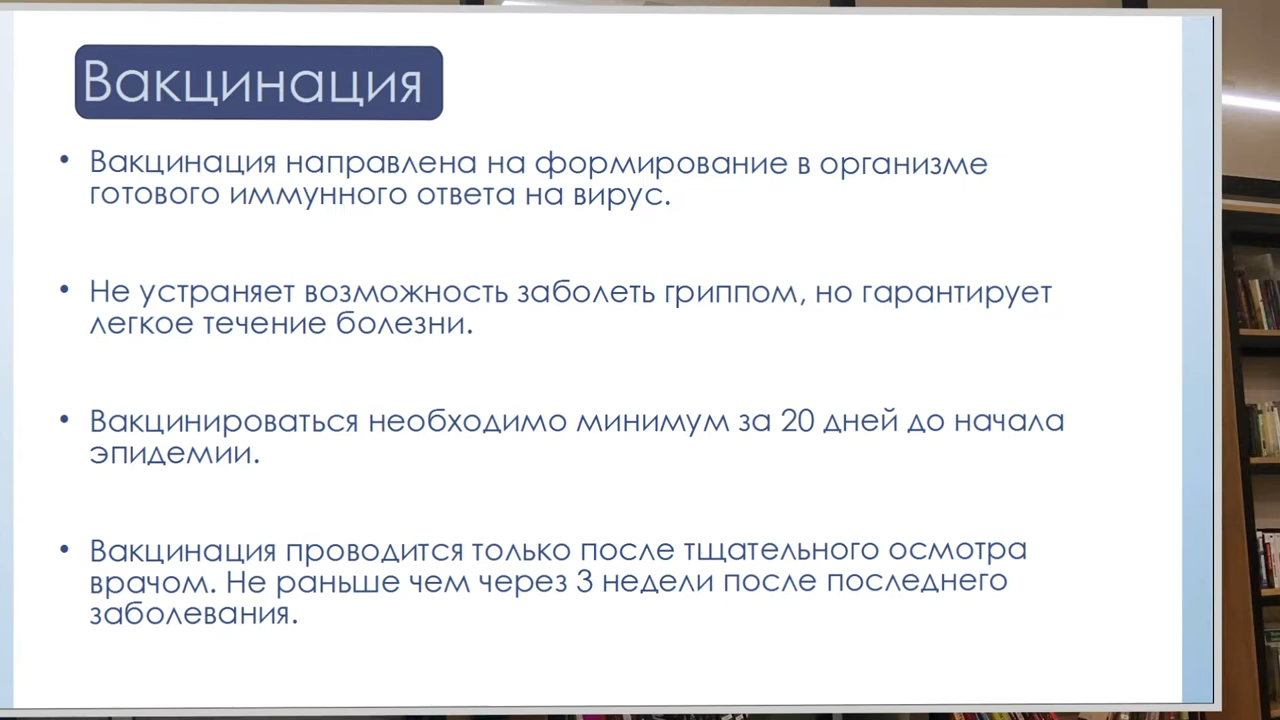 Вакцинация
• Вакцинация направлена на формирование в организме
готового иммунного ответа на вирус.
• Не устраняет возможность заболеть гриппом, но гарантирует
легкое течение болезни.
• Вакцинироваться необходимо минимум за 20 дней до начала
эпидемии.
• Вакцинация проводится только после тщательного осмотра
врачом. Не раньше чем через 3 недели после последнего
заболевания.